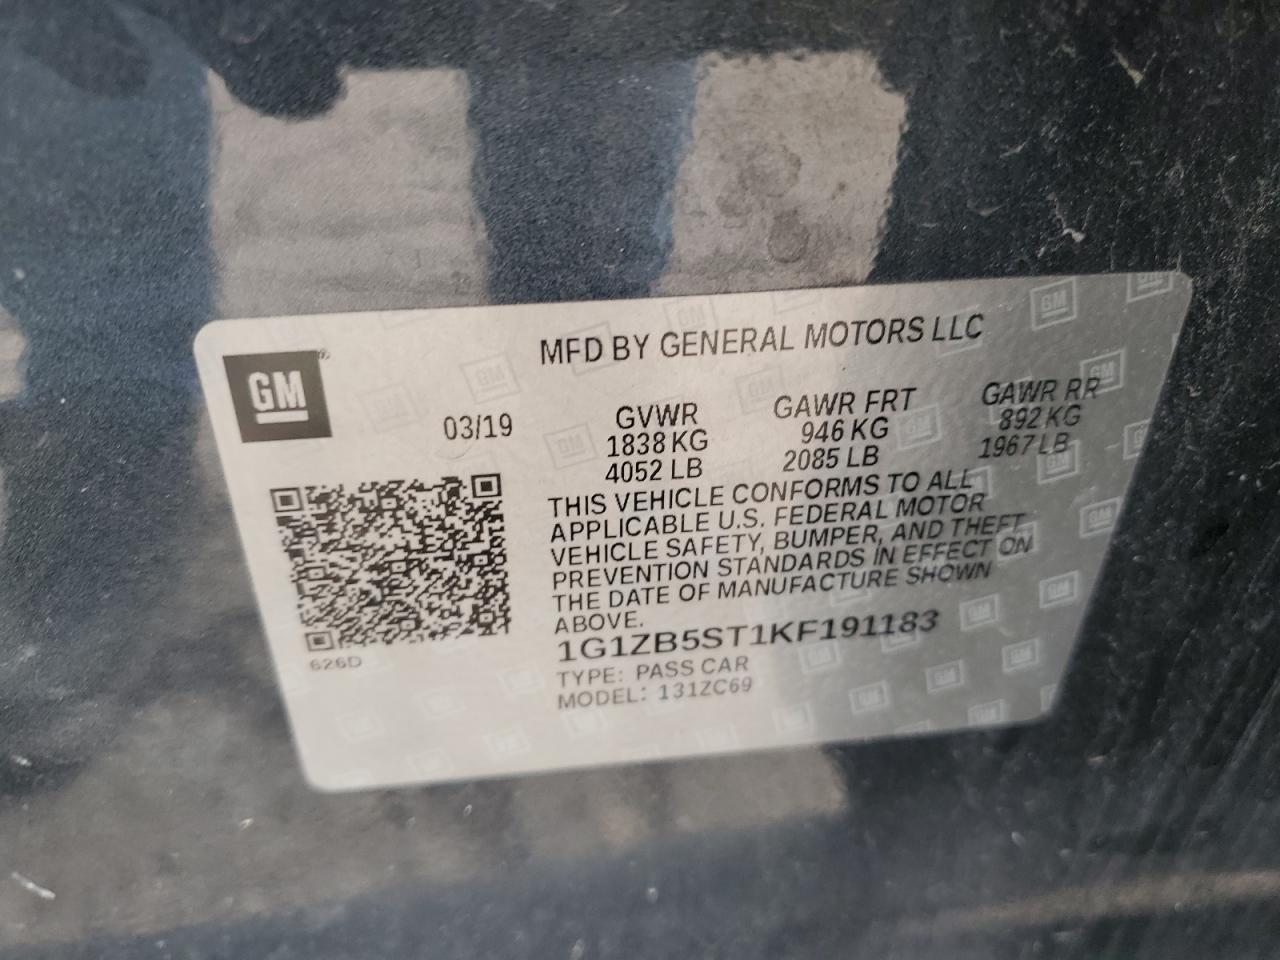 GM
MFD BY GENERAL MOTORS LLC
03/19
GVWR
1838 KG
4052 LB
GAWR FRT
946 KG
2085 LB
GAWR RR
892 KG
1967 LB
THIS VEHICLE CONFORMS TO ALL
APPLICABLE U.S. FEDERAL MOTOR
VEHICLE SAFETY, BUMPER, AND THEFT
PREVENTION STANDARDS IN EFFECT ON
THE DATE OF MANUFACTURE SHOWN
ABOVE.
1G1ZB5ST1KF191183
TYPE: PASS CAR
MODEL: 131ZC69
626D